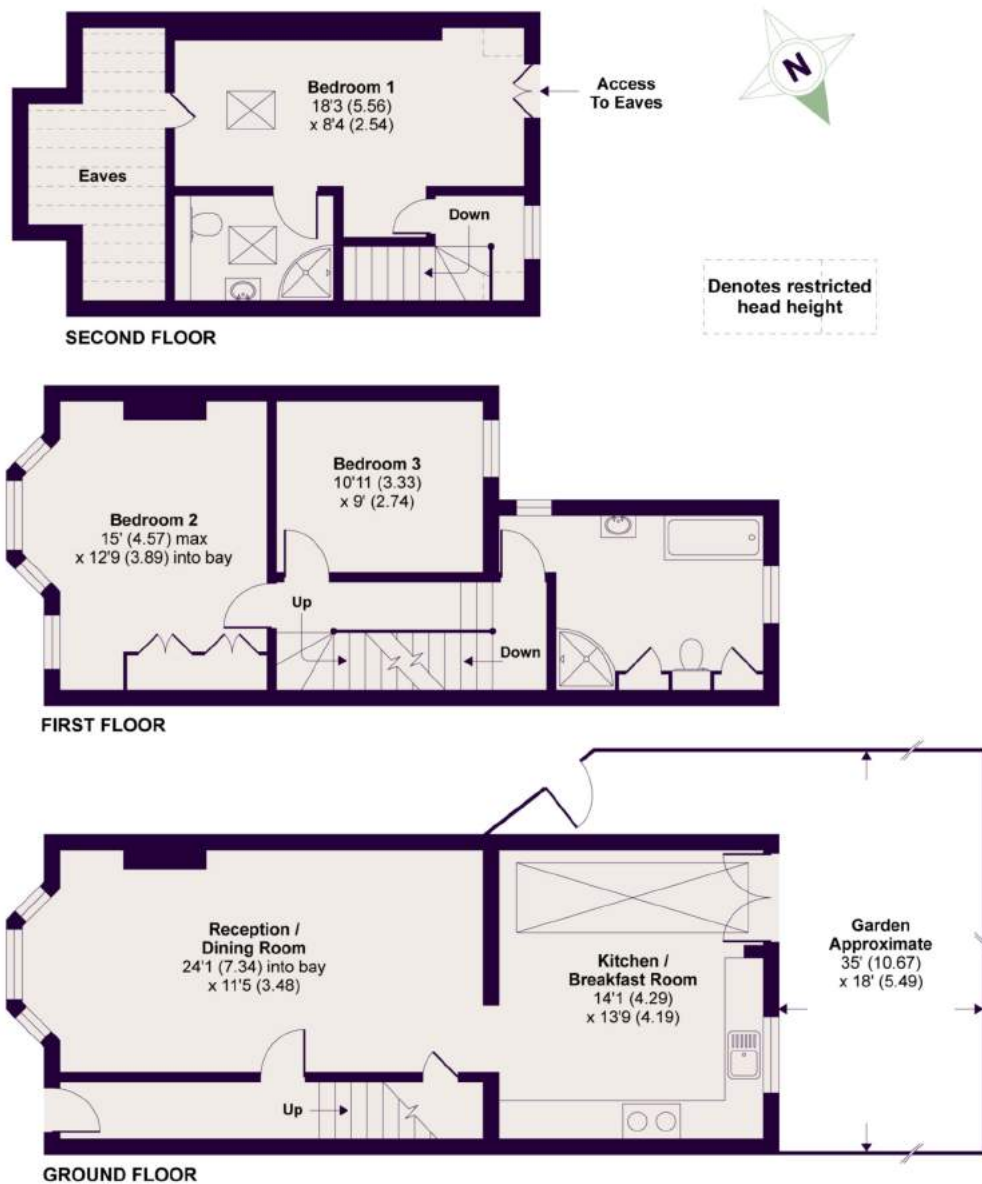 Bedroom 1
18'3 (5.56)
x 8'4 (2.54)
Access
To Eaves
N
Eaves
Down
Denotes restricted
head height
SECOND FLOOR
Bedroom 3
10'11 (3.33)
x 9' (2.74)
Bedroom 2
15' (4.57) max
x 12'9 (3.89) into bay
Up
Down
FIRST FLOOR
Reception /
Dining Room
24'1 (7.34) into bay
x 11'5 (3.48)
Kitchen /
Breakfast Room
14'1 (4.29)
x 13'9 (4.19)
Garden
Approximate
35' (10.67)
x 18' (5.49)
Up
GROUND FLOOR